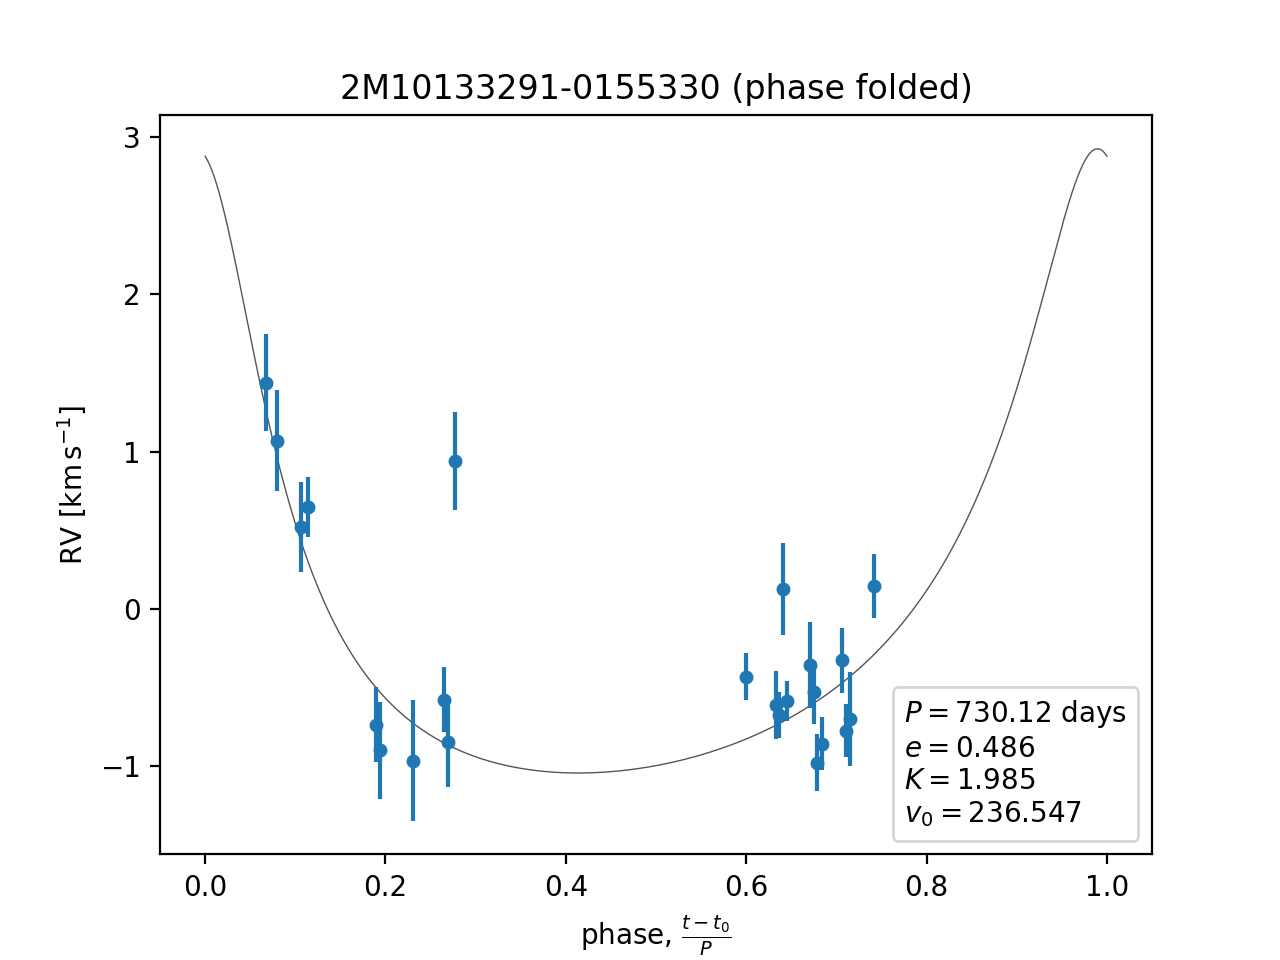 2M10133291-0155330 (phase folded)
RV [km s⁻¹]
3
2
1
0
−1
P = 730.12 days
e = 0.486
K = 1.985
v₀ = 236.547
0.0 0.2 0.4 0.6 0.8 1.0
phase, (t − t₀)/P